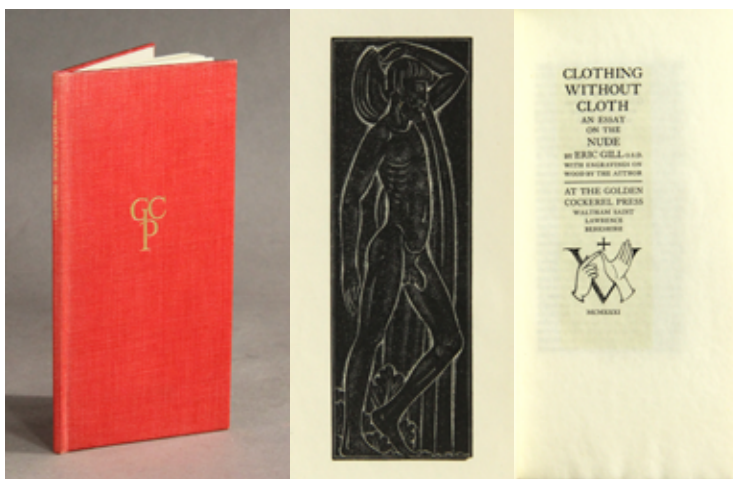 GC
P
CLOTHING
WITHOUT
CLOTH
AN ESSAY
ON THE
NUDE
BY ERIC GILL O.S.D.
WITH ENGRAVINGS ON
WOOD BY THE AUTHOR
AT THE GOLDEN
COCKEREL PRESS
WALTHAM SAINT
LAWRENCE
BERKSHIRE
MCMXXXI